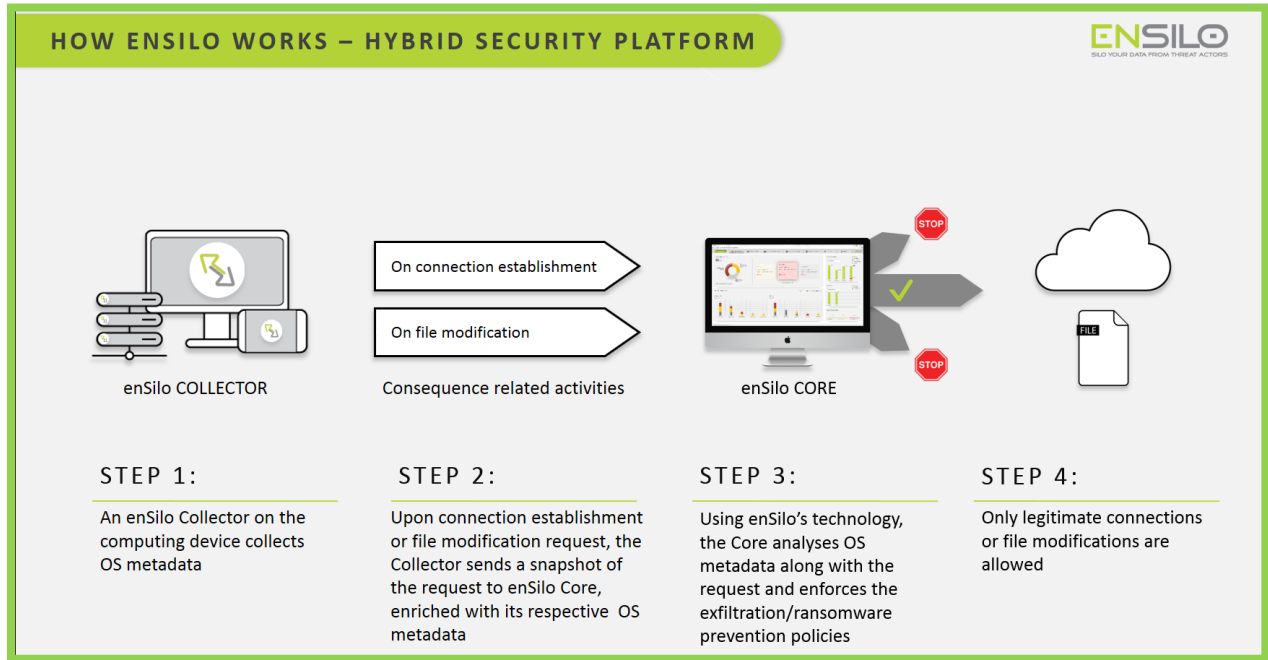 HOW ENSILO WORKS – HYBRID SECURITY PLATFORM
ENSILO
SILO YOUR DATA FROM THREAT ACTORS
STOP
On connection establishment
On file modification
FILE
STOP
enSilo COLLECTOR
Consequence related activities
enSilo CORE
STEP 1:
An enSilo Collector on the
computing device collects
OS metadata
STEP 2:
Upon connection establishment
or file modification request, the
Collector sends a snapshot of
the request to enSilo Core,
enriched with its respective OS
metadata
STEP 3:
Using enSilo’s technology,
the Core analyses OS
metadata along with the
request and enforces the
exfiltration/ransomware
prevention policies
STEP 4:
Only legitimate connections
or file modifications are
allowed